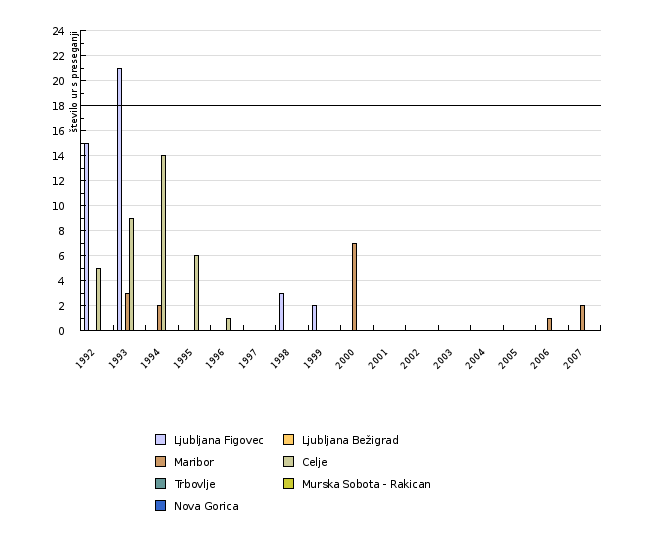 število ur s preseganji
24
22
20
18
16
14
12
10
8
6
4
2
0
1992 1993 1994 1995 1996 1997 1998 1999 2000 2001 2002 2003 2004 2005 2006 2007
Ljubljana Figovec Ljubljana Bežigrad
Maribor Celje
Trbovlje Murska Sobota - Rakican
Nova Gorica